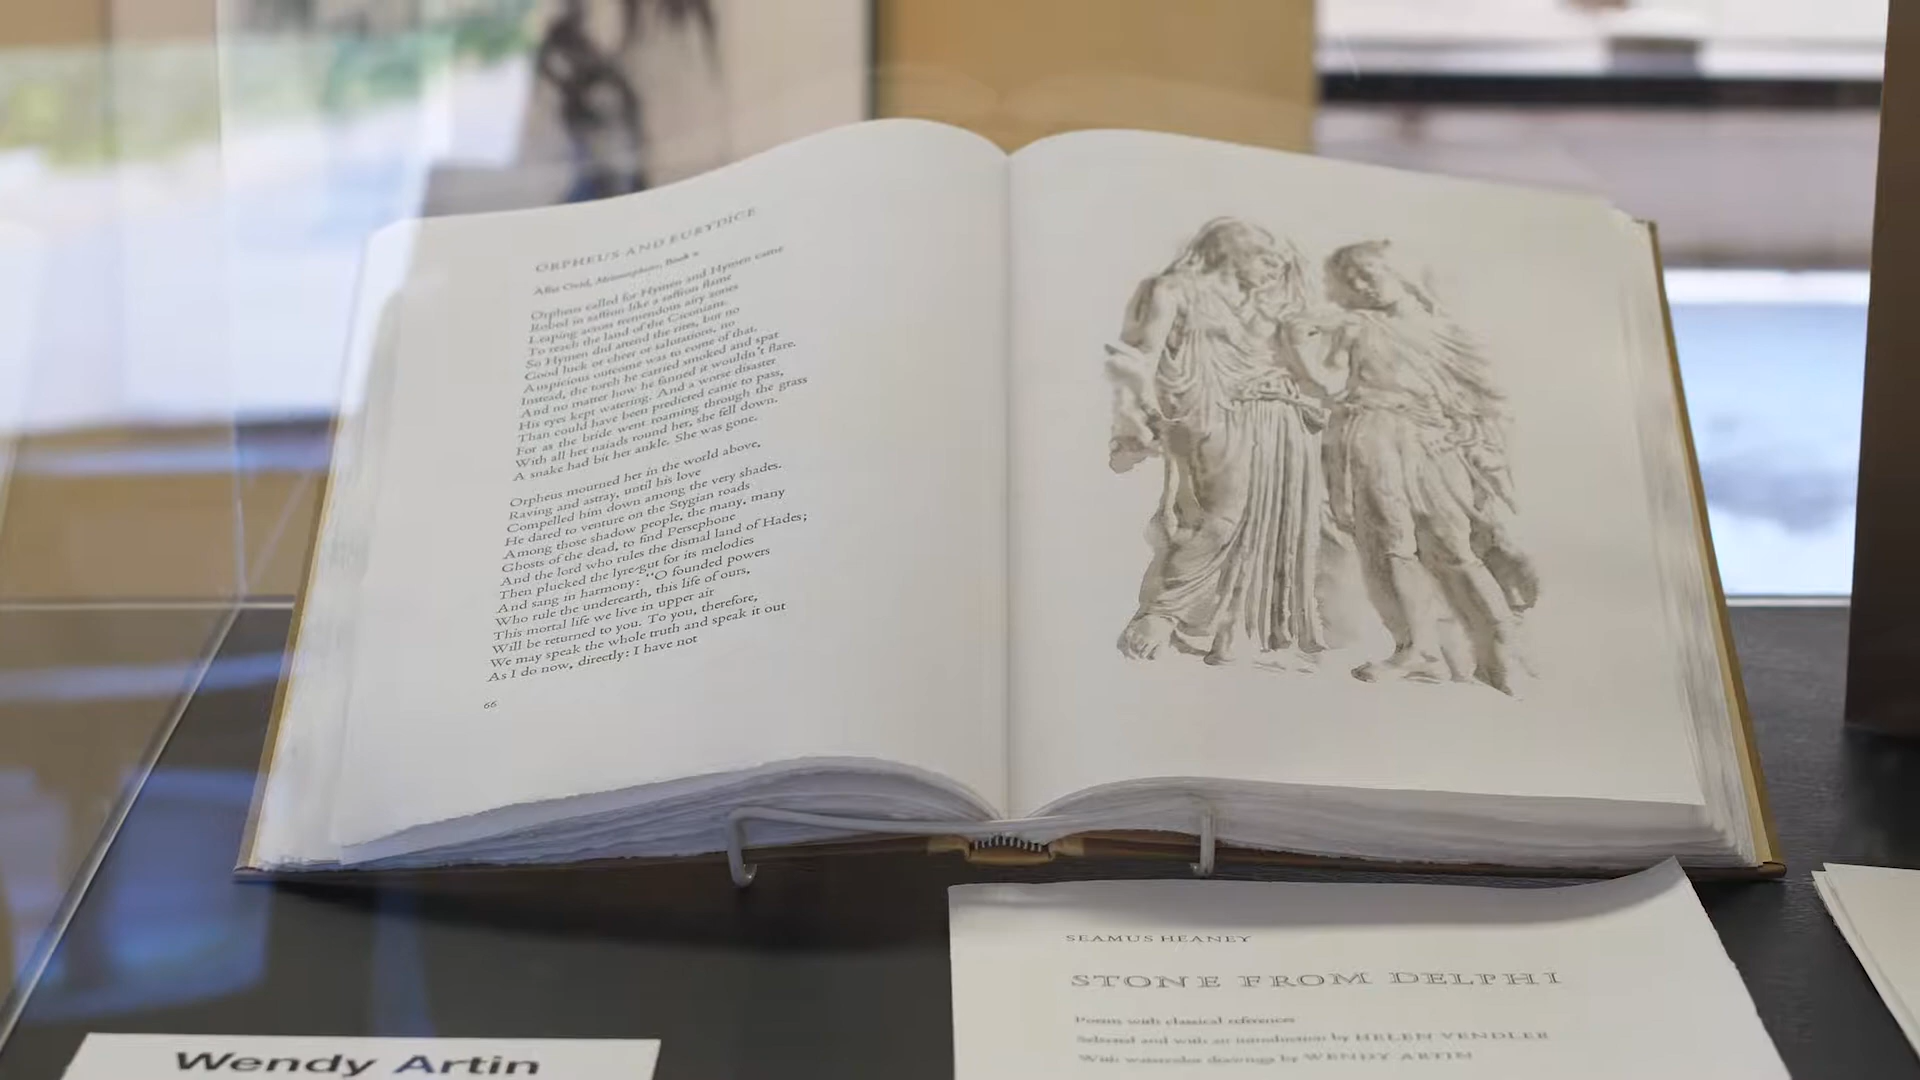 ORPHEUS AND EURYDICE
After Ovid, Metamorphoses, Book x
Orpheus called for Hymen and Hymen came
Robed in saffron like a saffron flame
Leaping across tremendous airy zones
To reach the land of the Ciconians.
So Hymen did attend the rites, but no
Good luck or cheer or salutations, no
Auspicious outcome was to come of that.
Instead, the torch he carried smoked and spat
And no matter how he fanned it wouldn't flare.
His eyes kept watering. And a worse disaster
Than could have been predicted came to pass,
For as the bride went roaming through the grass
With all her naiads round her, she fell down.
A snake had bit her ankle. She was gone.
Orpheus mourned her in the world above,
Raving and astray, until his love
Compelled him down among the very shades.
He dared to venture on the Stygian roads
Among those shadow people, the many, many
Ghosts of the dead, to find Persephone
And the lord who rules the dismal land of Hades;
Then plucked the lyre-gut for its melodies
And sang in harmony: "O founded powers
Who rule the underearth, this life of ours,
This mortal life we live in upper air
Will be returned to you. To you, therefore,
We may speak the whole truth and speak it out
As I do now, directly: I have not
66
SEAMUS HEANEY
STONE FROM DELPHI
Poems with classical references
Selected and with an introduction by HELEN VENDLER
With watercolor drawings by WENDY ARTIN
Wendy Artin